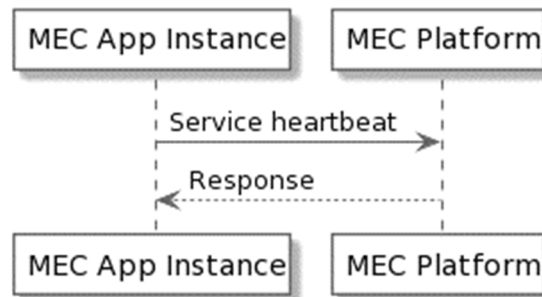 MEC App Instance
MEC Platform
Service heartbeat
Response
MEC App Instance
MEC Platform